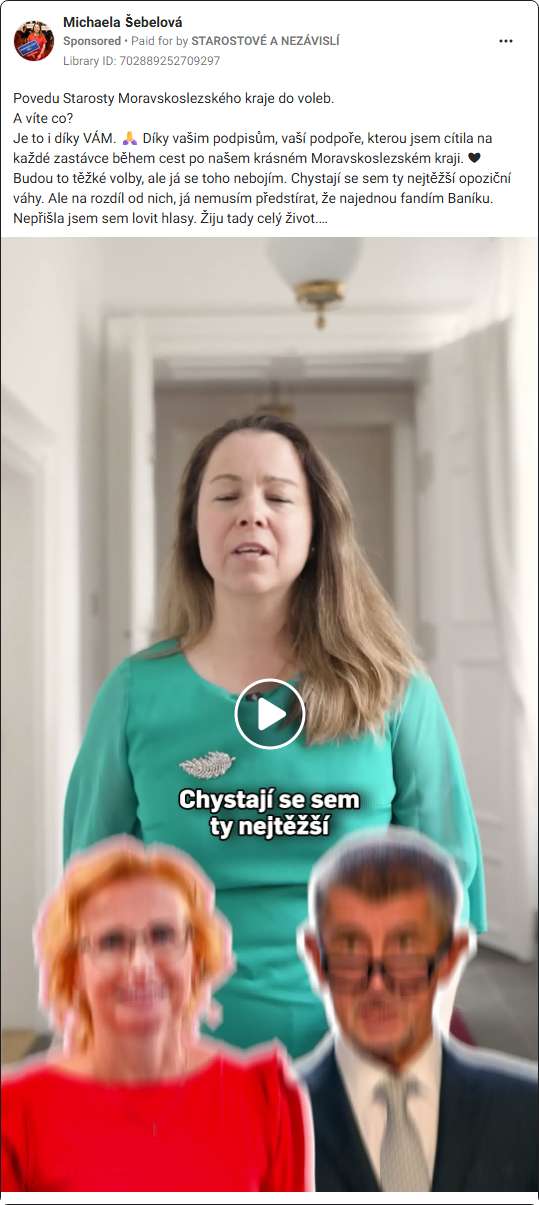 Michaela Šebelová
Sponsored • Paid for by STAROSTOVÉ A NEZÁVISLÍ
Library ID: 702889252709297
Povedu Starosty Moravskoslezského kraje do voleb.
A víte co?
Je to i díky VÁM. 🙏 Díky vašim podpisům, vaší podpoře, kterou jsem cítila na
každé zastávce během cest po našem krásném Moravskoslezském kraji. 🖤
Budou to těžké volby, ale já se toho nebojím. Chystají se sem ty nejtěžší opoziční
váhy. Ale na rozdíl od nich, já nemusím předstírat, že najednou fandím Baníku.
Nepřišla jsem sem lovit hlasy. Žiju tady celý život....
Chystají se sem
ty nejtěžší